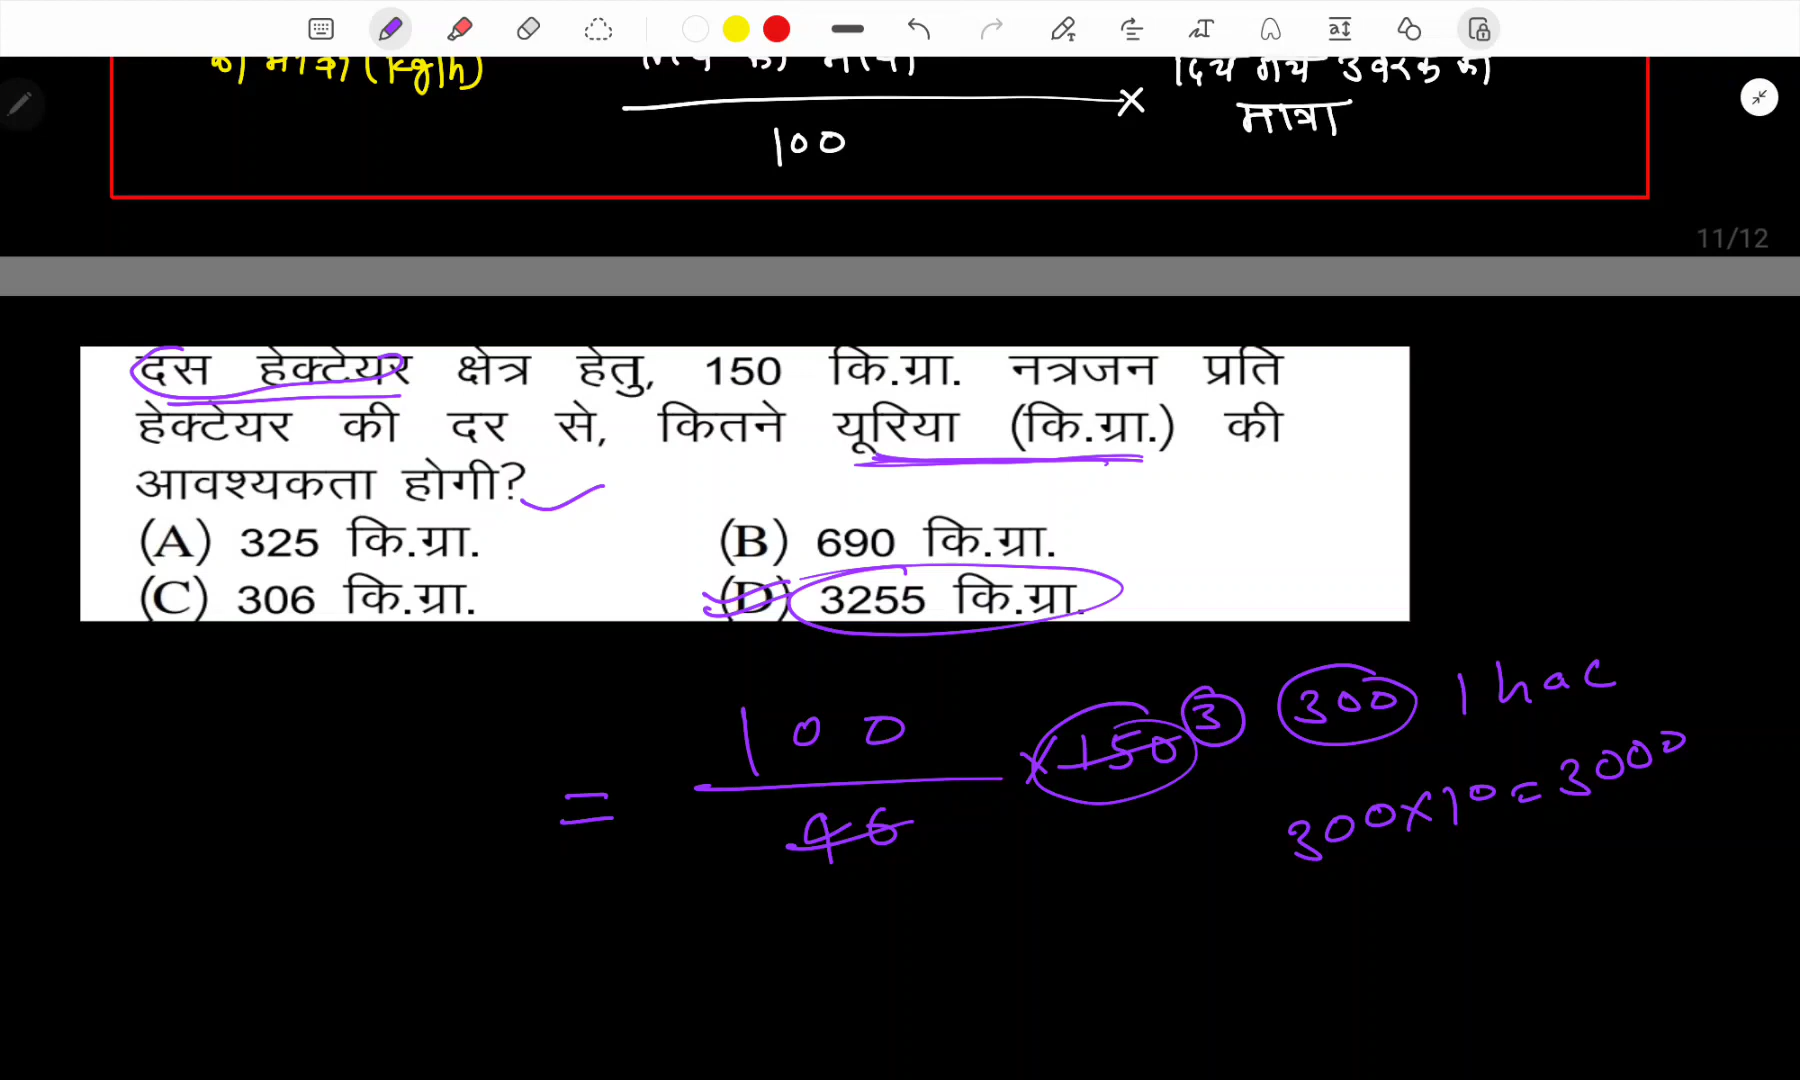 (kg/h)
100
×
मात्रा
11/12
दस हेक्टेयर क्षेत्र हेतु, 150 कि.ग्रा. नत्रजन प्रति
हेक्टेयर की दर से, कितने यूरिया (कि.ग्रा.) की
आवश्यकता होगी?
(A) 325 कि.ग्रा. (B) 690 कि.ग्रा.
(C) 306 कि.ग्रा. (D) 3255 कि.ग्रा.
= 100 ×150 3 300 1 hac
46 300×10=3000